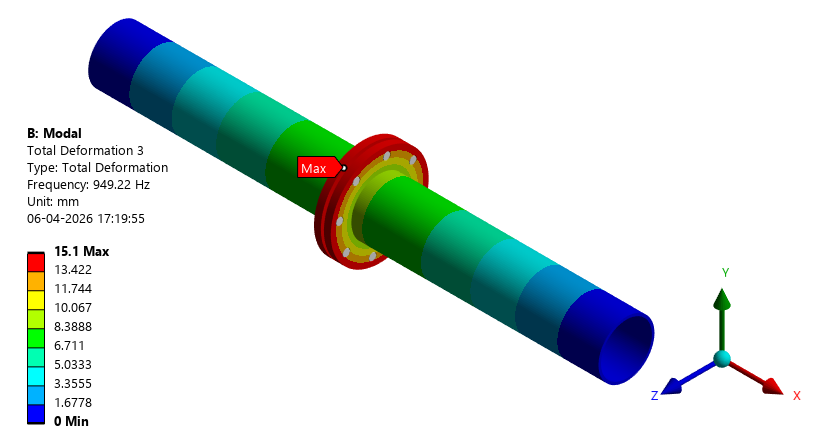 B: Modal
Total Deformation 3
Type: Total Deformation
Frequency: 949.22 Hz
Unit: mm
06-04-2026 17:19:55
15.1 Max
13.422
11.744
10.067
8.3888
6.711
5.0333
3.3555
1.6778
0 Min
Max
Y
Z
X